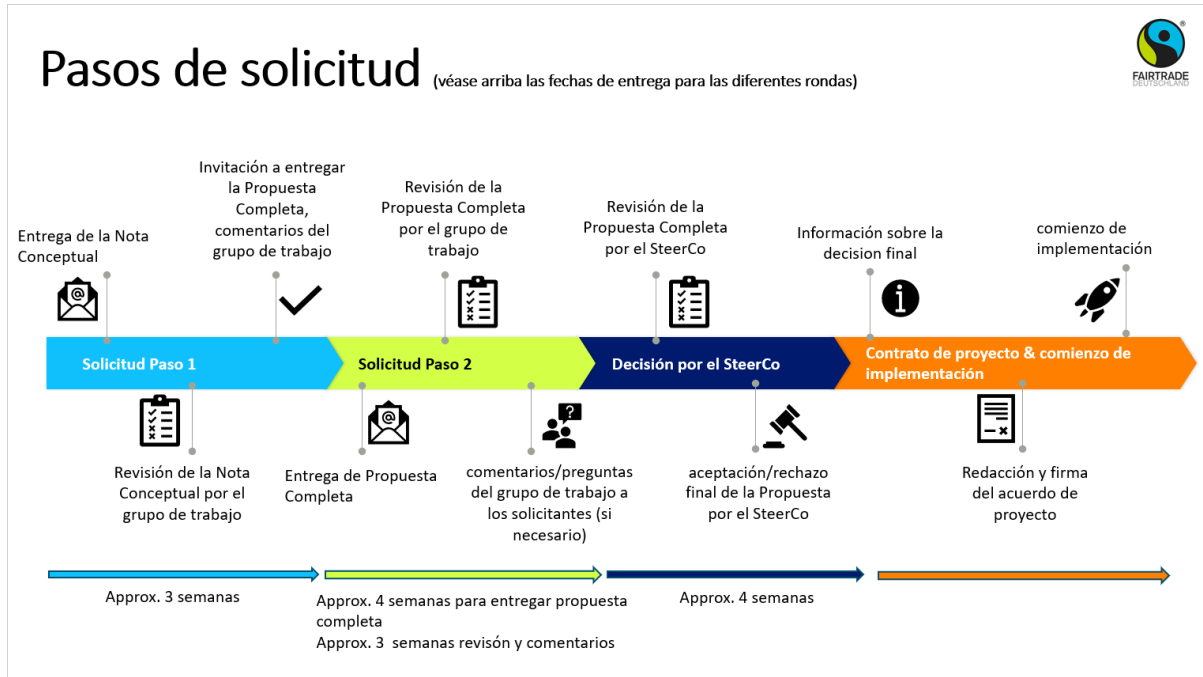 Pasos de solicitud (véase arriba las fechas de entrega para las diferentes rondas)
FAIRTRADE
DEUTSCHLAND
Entrega de la Nota
Conceptual
Invitación a entregar
la Propuesta
Completa,
comentarios del
grupo de trabajo
Revisión de la
Propuesta Completa
por el grupo de
trabajo
Revisión de la
Propuesta Completa
por el SteerCo
Información sobre la
decision final
comienzo de
implementación
Solicitud Paso 1
Solicitud Paso 2
Decisión por el SteerCo
Contrato de proyecto & comienzo de
implementación
Revisión de la Nota
Conceptual por el
grupo de trabajo
Entrega de Propuesta
Completa
comentarios/preguntas
del grupo de trabajo a
los solicitantes (si
necesario)
aceptación/rechazo
final de la Propuesta
por el SteerCo
Redacción y firma
del acuerdo de
proyecto
Approx. 3 semanas
Approx. 4 semanas para entregar propuesta
completa
Approx. 3 semanas revisón y comentarios
Approx. 4 semanas